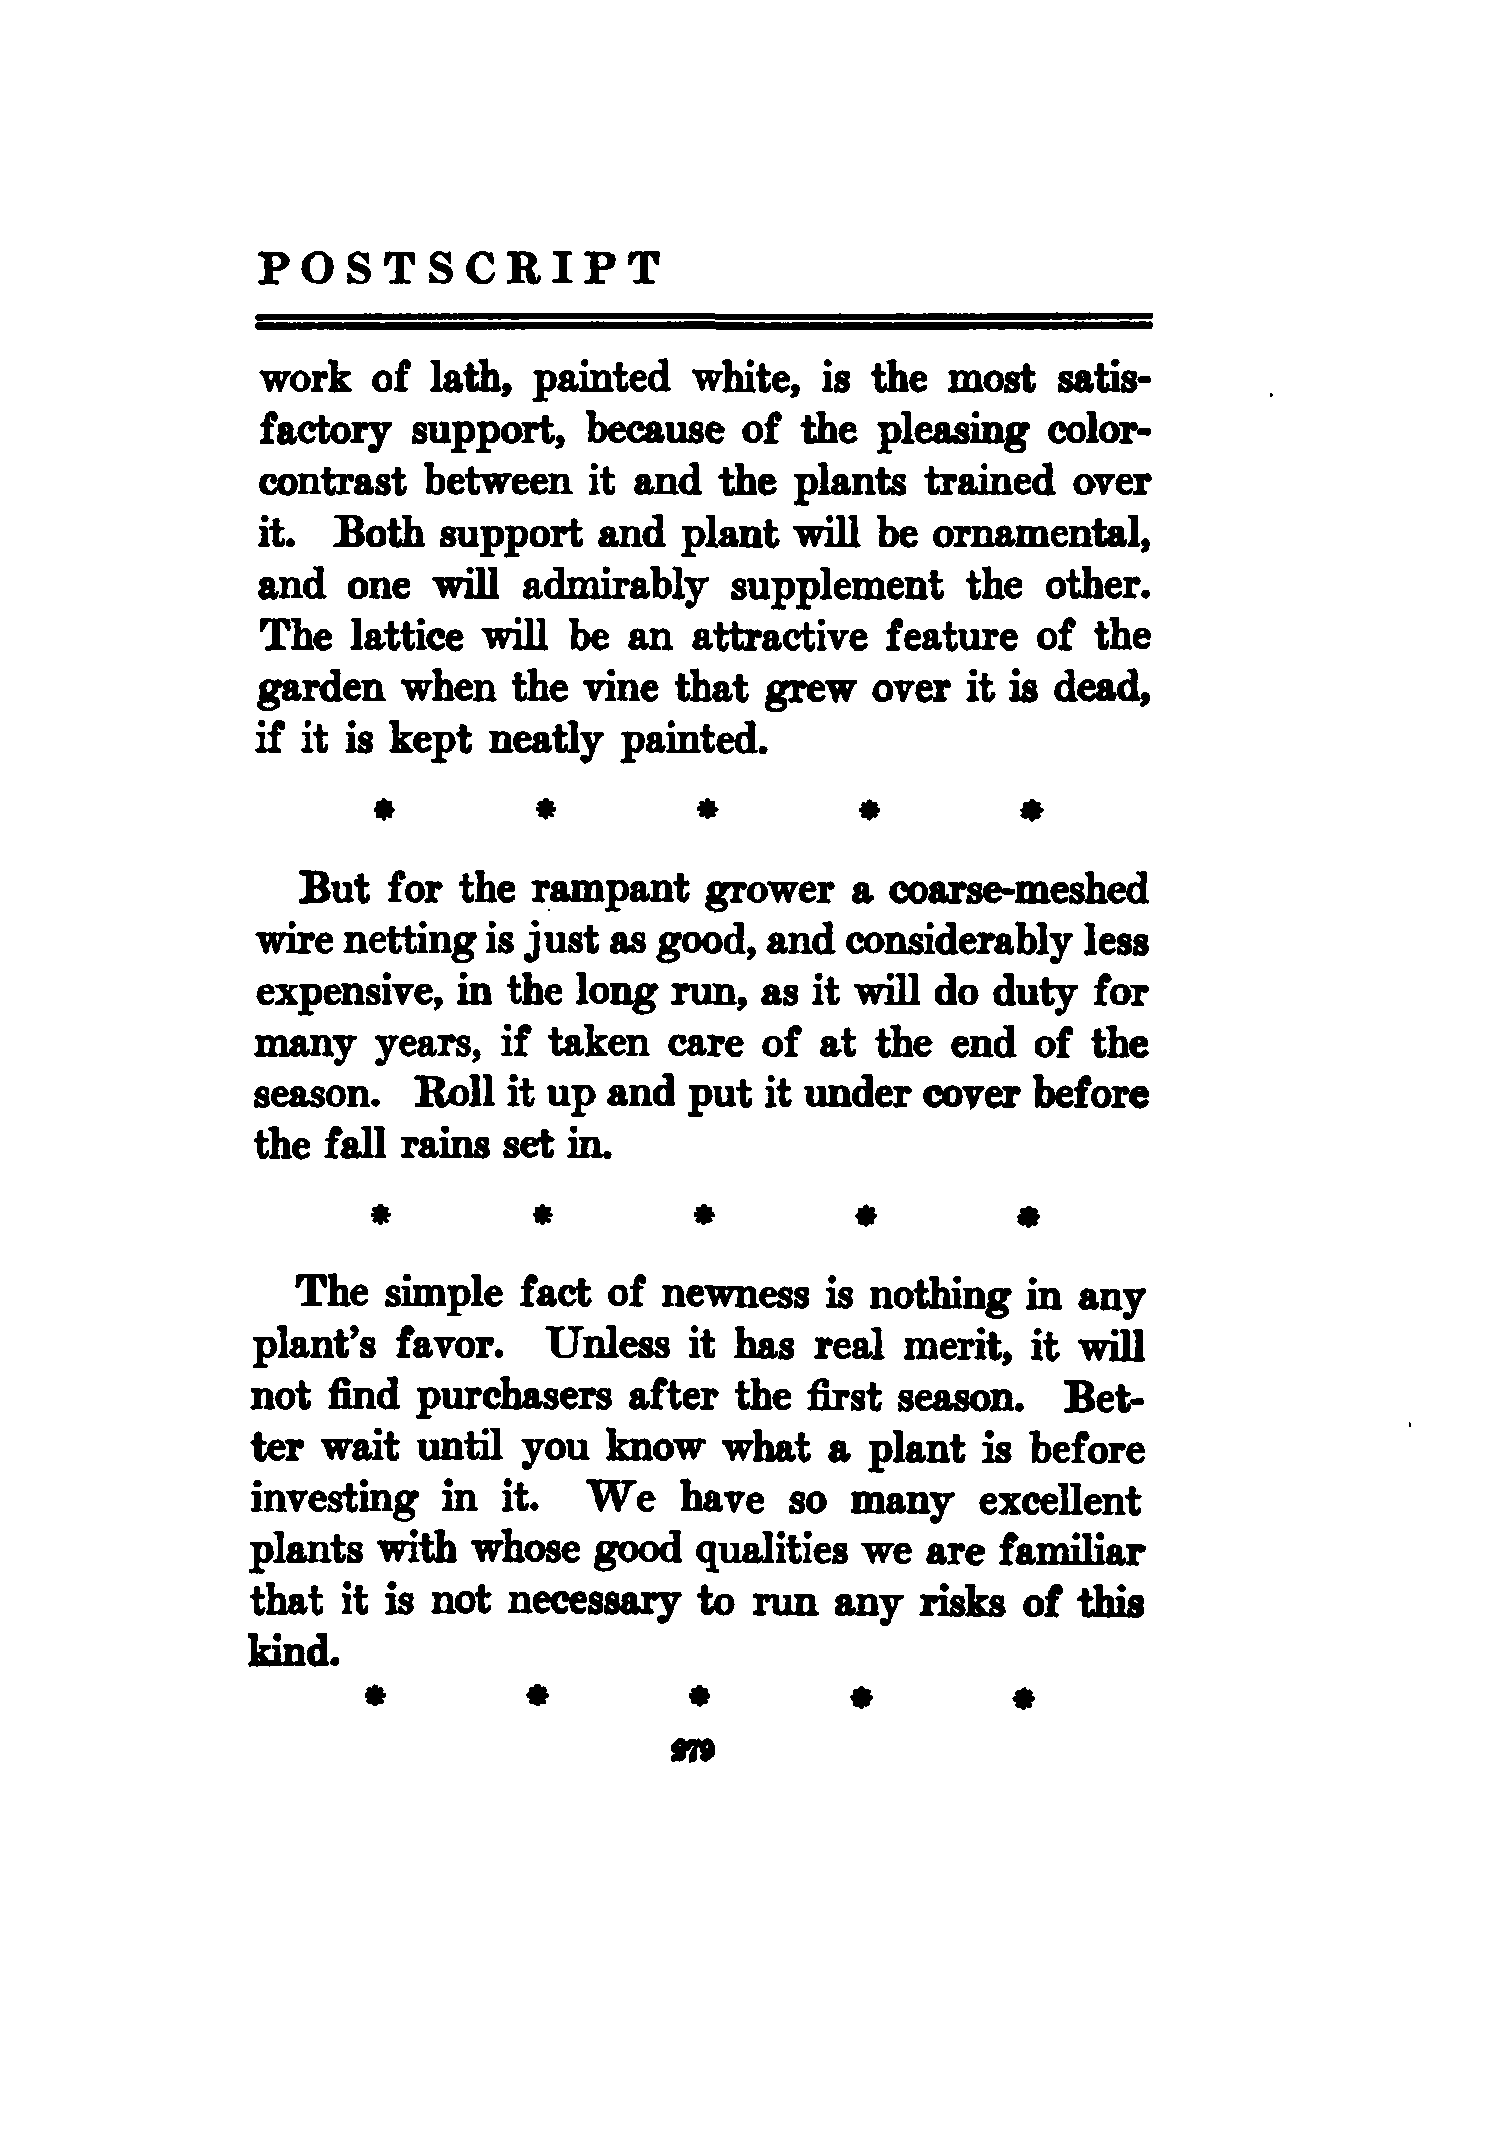 POSTSCRIPT
work of lath, painted white, is the most satis-
factory support, because of the pleasing color-
contrast between it and the plants trained over
it. Both support and plant will be ornamental,
and one will admirably supplement the other.
The lattice will be an attractive feature of the
garden when the vine that grew over it is dead,
if it is kept neatly painted.
* * * * *
But for the rampant grower a coarse-meshed
wire netting is just as good, and considerably less
expensive, in the long run, as it will do duty for
many years, if taken care of at the end of the
season. Roll it up and put it under cover before
the fall rains set in.
* * * * *
The simple fact of newness is nothing in any
plant's favor. Unless it has real merit, it will
not find purchasers after the first season. Bet-
ter wait until you know what a plant is before
investing in it. We have so many excellent
plants with whose good qualities we are familiar
that it is not necessary to run any risks of this
kind.
* * * * *
279